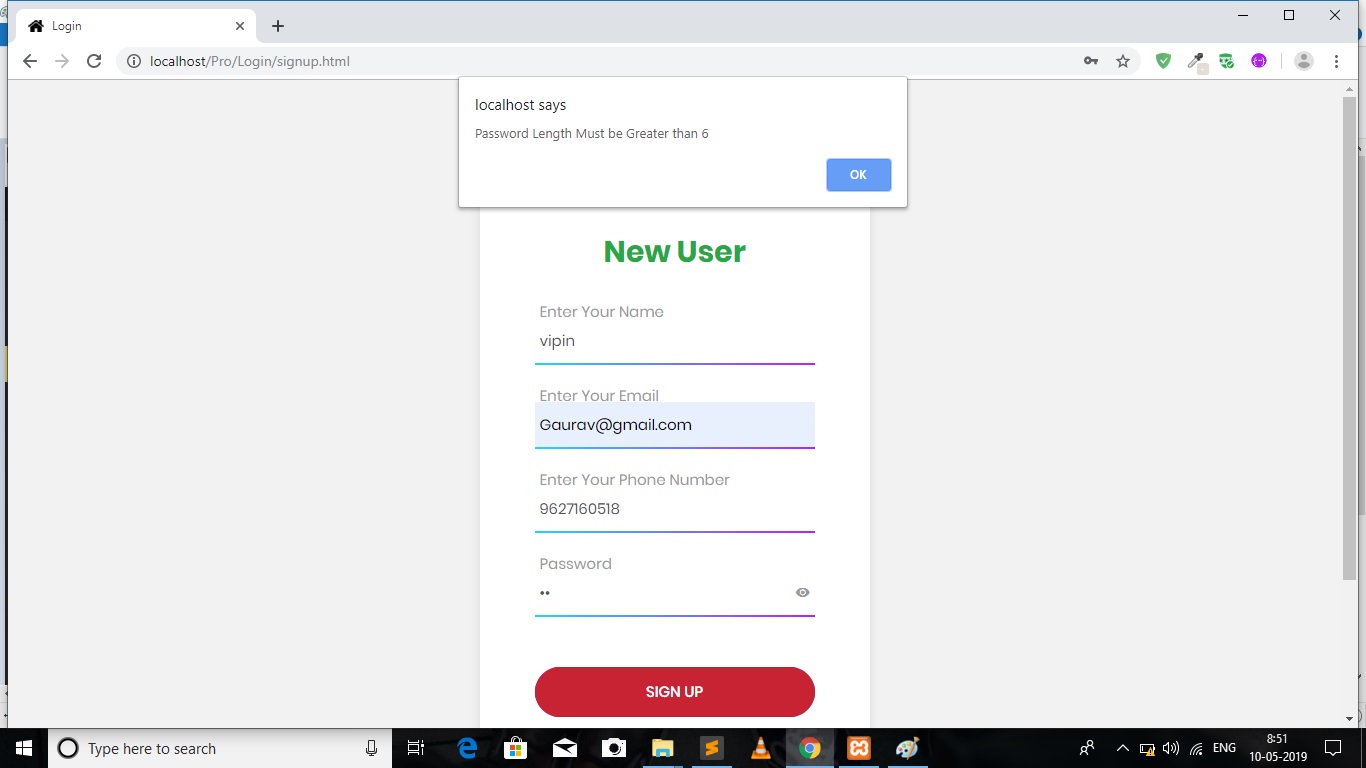 Login
localhost/Pro/Login/signup.html
localhost says
Password Length Must be Greater than 6
OK
New User
Enter Your Name
vipin
Enter Your Email
Gaurav@gmail.com
Enter Your Phone Number
9627160518
Password
••
SIGN UP
Type here to search
ENG
8:51
10-05-2019